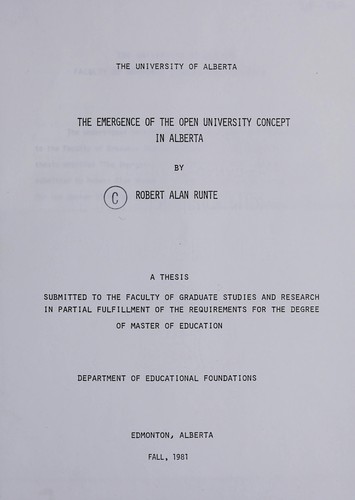 THE UNIVERSITY OF ALBERTA
THE EMERGENCE OF THE OPEN UNIVERSITY CONCEPT
IN ALBERTA
BY
C ROBERT ALAN RUNTE
A THESIS
SUBMITTED TO THE FACULTY OF GRADUATE STUDIES AND RESEARCH
IN PARTIAL FULFILLMENT OF THE REQUIREMENTS FOR THE DEGREE
OF MASTER OF EDUCATION
DEPARTMENT OF EDUCATIONAL FOUNDATIONS
EDMONTON, ALBERTA
FALL, 1981